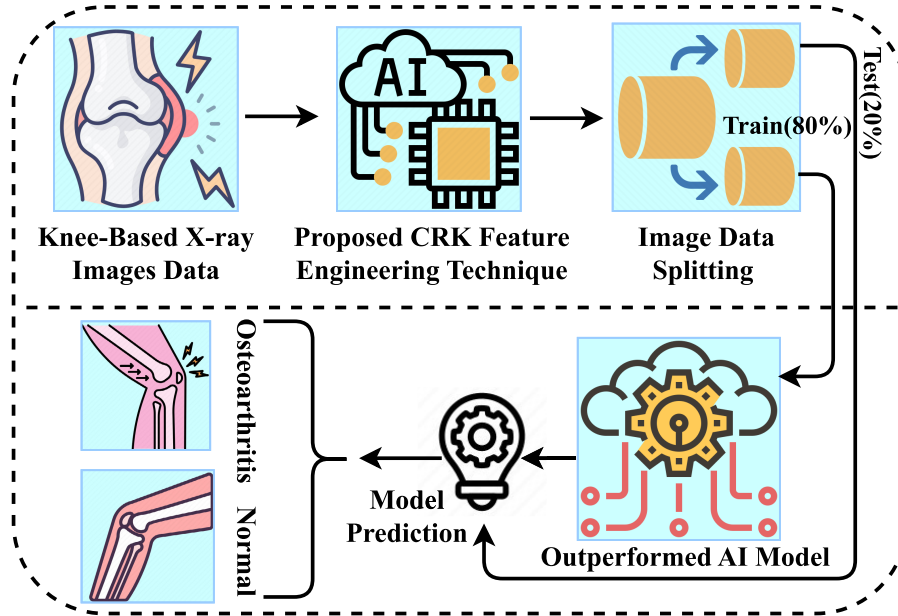 AI
Train(80%)
Test(20%)
Knee-Based X-ray
Images Data
Proposed CRK Feature
Engineering Technique
Image Data
Splitting
Osteoarthritis
Normal
Model
Prediction
Outperformed AI Model